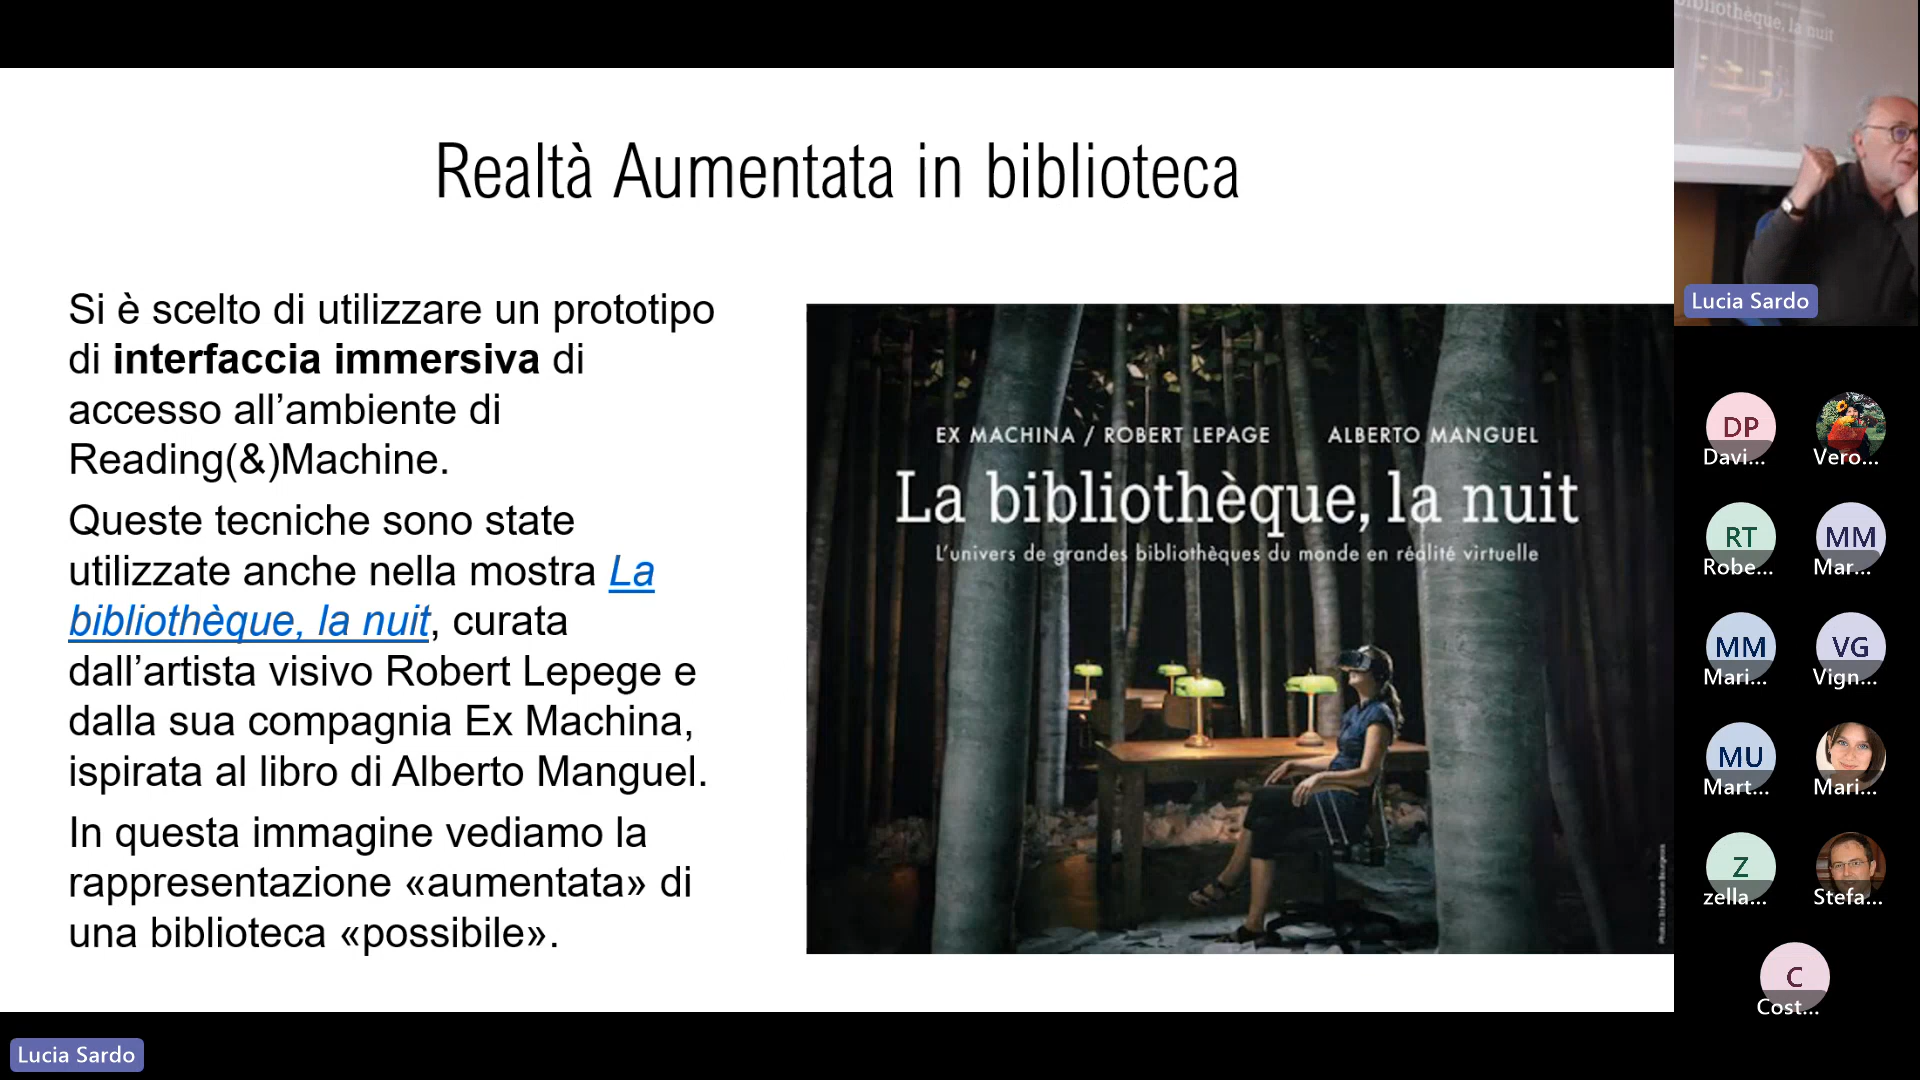 Realtà Aumentata in biblioteca
Si è scelto di utilizzare un prototipo
di interfaccia immersiva di
accesso all’ambiente di
Reading(&)Machine.
Queste tecniche sono state
utilizzate anche nella mostra La
bibliothèque, la nuit, curata
dall’artista visivo Robert Lepege e
dalla sua compagnia Ex Machina,
ispirata al libro di Alberto Manguel.
In questa immagine vediamo la
rappresentazione «aumentata» di
una biblioteca «possibile».
EX MACHINA / ROBERT LEPAGE ALBERTO MANGUEL
La bibliothèque, la nuit
L’univers de grandes bibliothèques du monde en réalité virtuelle
bibliothèque, la nuit
Lucia Sardo
DP
Davi...
Vero...
RT
Robe...
MM
Mar...
MM
Mari...
VG
Vign...
MU
Mart...
Mari...
Z
zella...
Stefa...
C
Cost...
Lucia Sardo